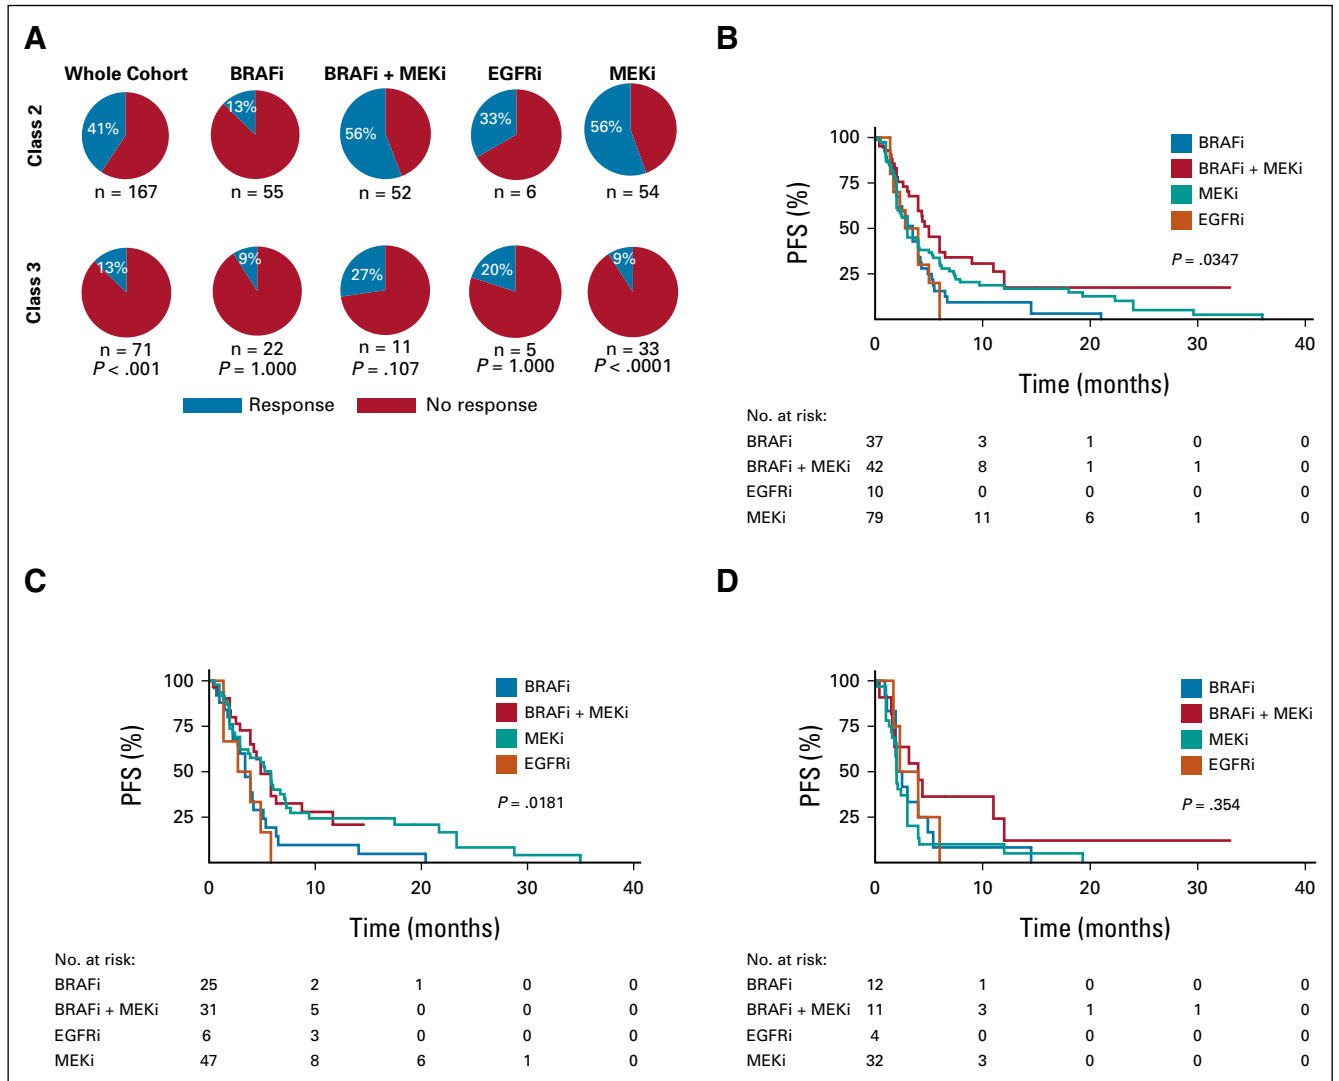 A
Whole Cohort BRAFi BRAFi + MEKi EGFRi MEKi
Class 2
41% 13% 56% 33% 56%
n = 167 n = 55 n = 52 n = 6 n = 54
Class 3
13% 9% 27% 20% 9%
n = 71 n = 22 n = 11 n = 5 n = 33
P < .001 P = 1.000 P = .107 P = 1.000 P < .0001
Response No response
B
PFS (%)
100
75
50
25
0 10 20 30 40
Time (months)
BRAFi
BRAFi + MEKi
MEKi
EGFRi
P = .0347
No. at risk:
BRAFi 37 3 1 0 0
BRAFi + MEKi 42 8 1 1 0
EGFRi 10 0 0 0 0
MEKi 79 11 6 1 0
C
PFS (%)
100
75
50
25
0 10 20 30 40
Time (months)
BRAFi
BRAFi + MEKi
MEKi
EGFRi
P = .0181
No. at risk:
BRAFi 25 2 1 0 0
BRAFi + MEKi 31 5 0 0 0
EGFRi 6 3 0 0 0
MEKi 47 8 6 1 0
D
PFS (%)
100
75
50
25
0 10 20 30 40
Time (months)
BRAFi
BRAFi + MEKi
MEKi
EGFRi
P = .354
No. at risk:
BRAFi 12 1 0 0 0
BRAFi + MEKi 11 3 1 1 0
EGFRi 4 0 0 0 0
MEKi 32 3 0 0 0